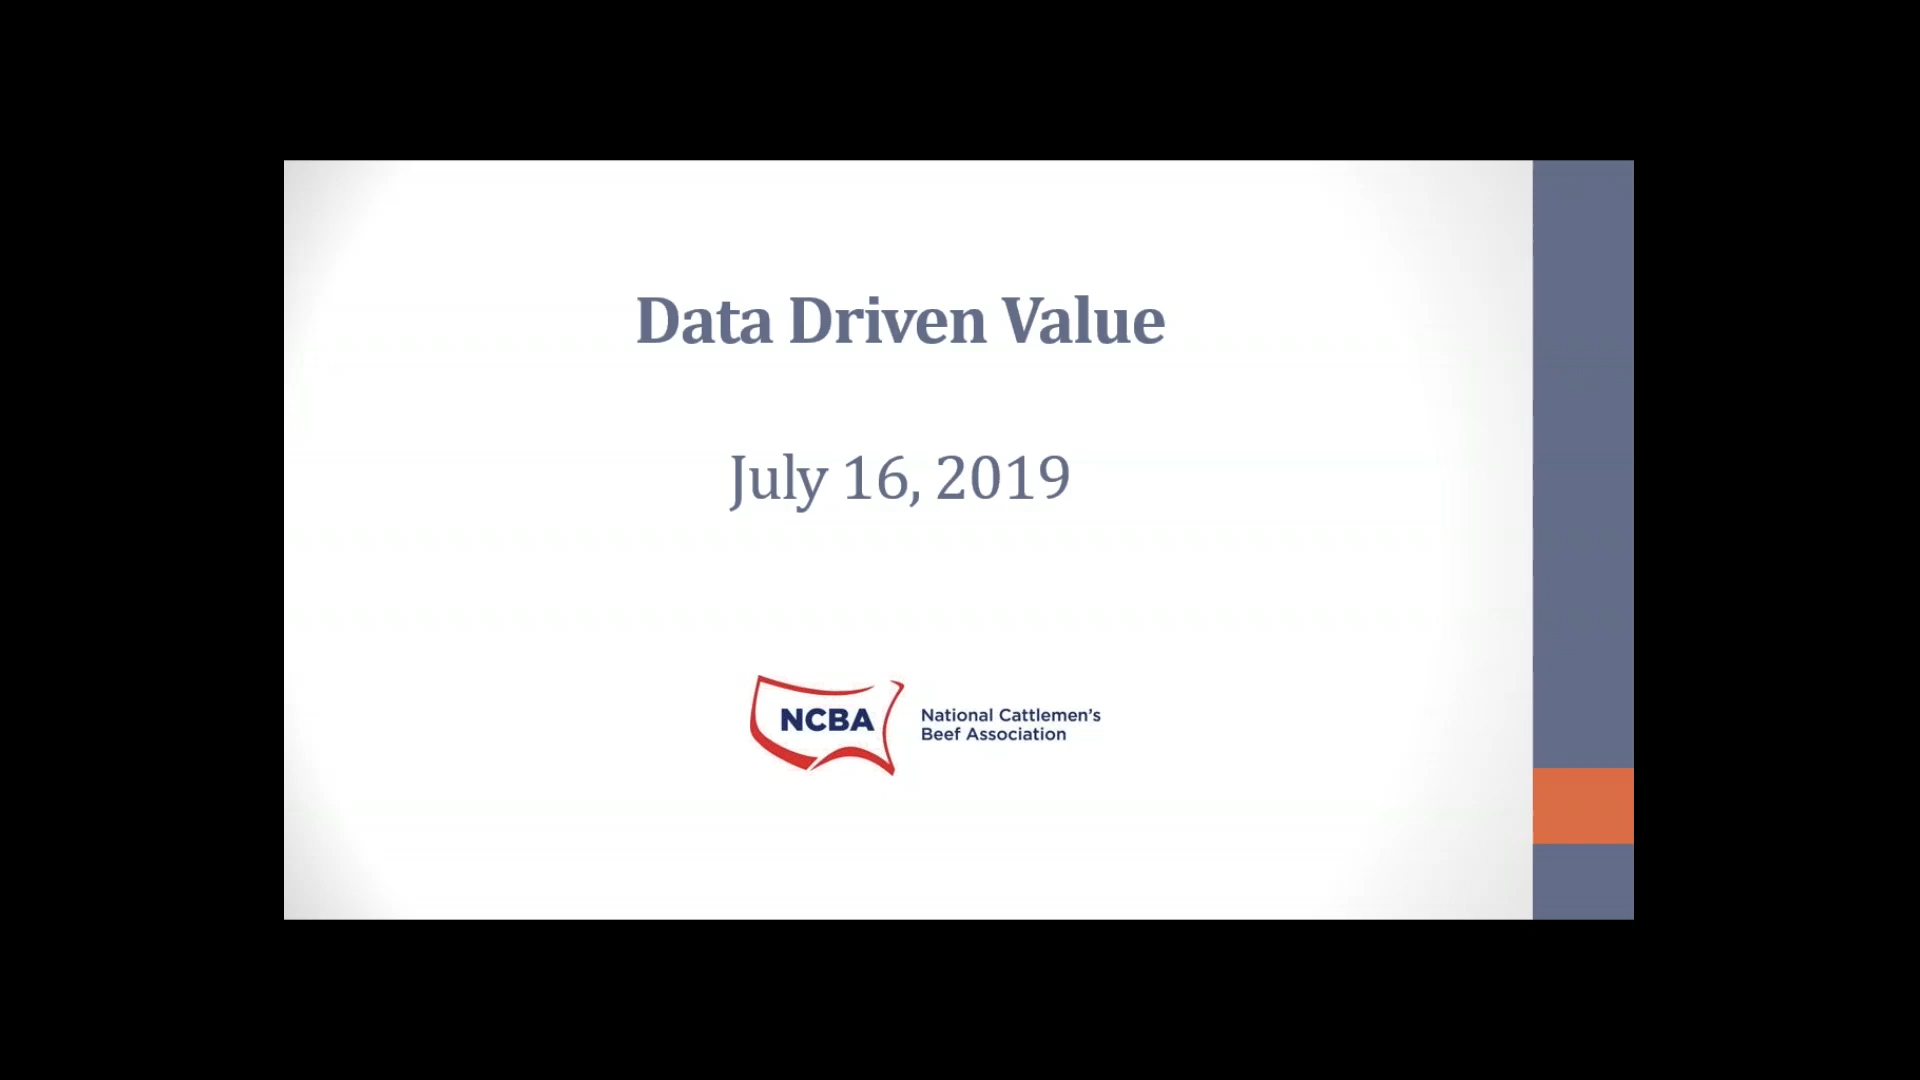 Data Driven Value
July 16, 2019
NCBA
National Cattlemen's
Beef Association